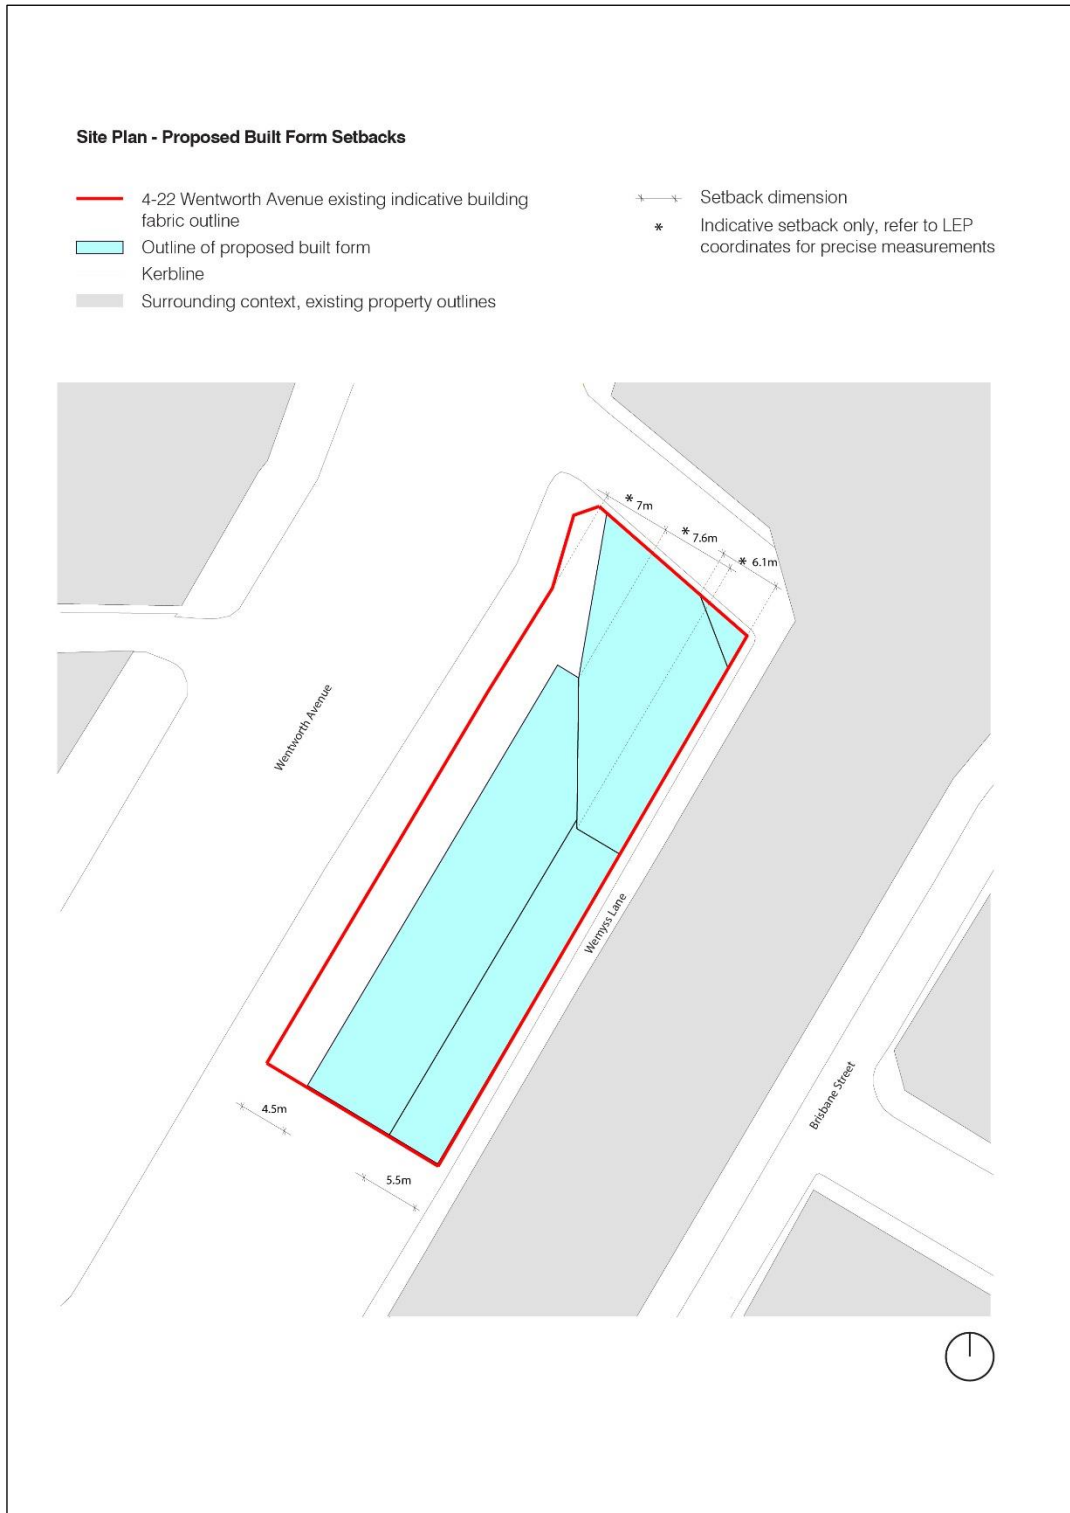 Site Plan - Proposed Built Form Setbacks
4-22 Wentworth Avenue existing indicative building
fabric outline
Outline of proposed built form
Kerbline
Surrounding context, existing property outlines
Setback dimension
* Indicative setback only, refer to LEP
coordinates for precise measurements
* 7m
* 7.6m
* 6.1m
Wentworth Avenue
Wemyss Lane
Brisbane Street
4.5m
5.5m